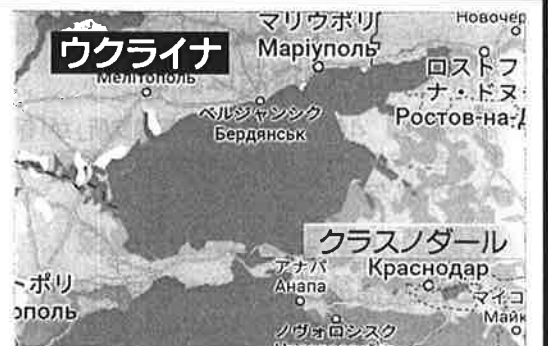 マリウポリ
Маріуполь
Новочер
ウクライナ
Мелітополь
ロストフ
ナ・ドヌ
Ростов-на-Д
ベルジャンシク
Бердянськ
クラスノダール
アナパ
Анапа
Краснодар
ポリ
ополь
マイコ
Майк
ノヴォロシスク